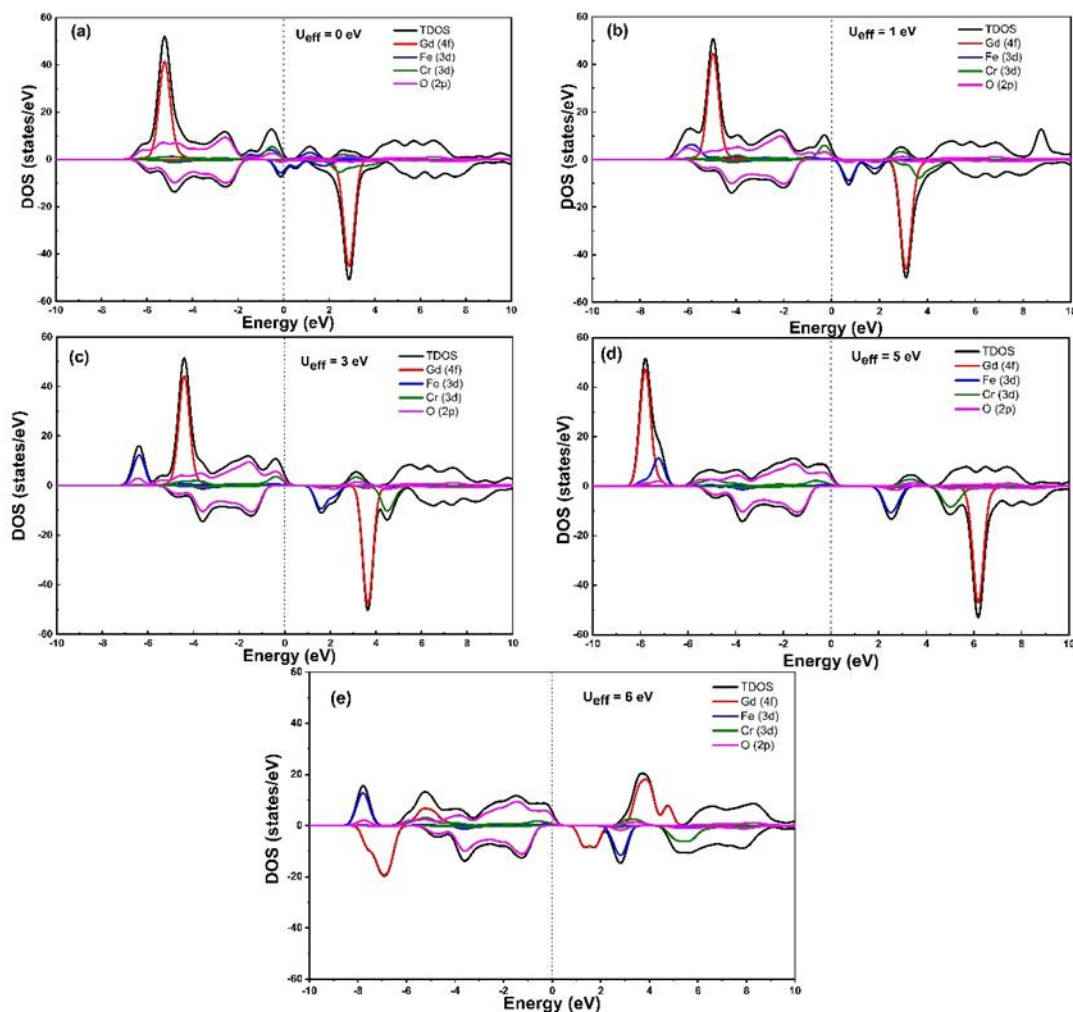 (a)
U_eff = 0 eV
TDOS
Gd (4f)
Fe (3d)
Cr (3d)
O (2p)
DOS (states/eV)
60
40
20
0
-20
-40
-60
-10 -8 -6 -4 -2 0 2 4 6 8 10
Energy (eV)
(b)
U_eff = 1 eV
TDOS
Gd (4f)
Fe (3d)
Cr (3d)
O (2p)
DOS (states/eV)
60
40
20
0
-20
-40
-60
-10 -8 -6 -4 -2 0 2 4 6 8 10
Energy (eV)
(c)
U_eff = 3 eV
TDOS
Gd (4f)
Fe (3d)
Cr (3d)
O (2p)
DOS (states/eV)
60
40
20
0
-20
-40
-60
-10 -8 -6 -4 -2 0 2 4 6 8 10
Energy (eV)
(d)
U_eff = 5 eV
TDOS
Gd (4f)
Fe (3d)
Cr (3d)
O (2p)
DOS (states/eV)
60
40
20
0
-20
-40
-60
-10 -8 -6 -4 -2 0 2 4 6 8 10
Energy (eV)
(e)
U_eff = 6 eV
TDOS
Gd (4f)
Fe (3d)
Cr (3d)
O (2p)
DOS (states/eV)
60
40
20
0
-20
-40
-60
-10 -8 -6 -4 -2 0 2 4 6 8 10
Energy (eV)